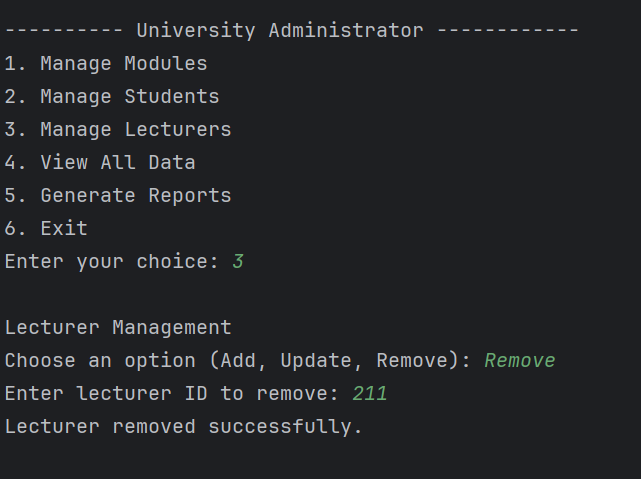 ---------- University Administrator ------------
1. Manage Modules
2. Manage Students
3. Manage Lecturers
4. View All Data
5. Generate Reports
6. Exit
Enter your choice: 3
Lecturer Management
Choose an option (Add, Update, Remove): Remove
Enter lecturer ID to remove: 211
Lecturer removed successfully.